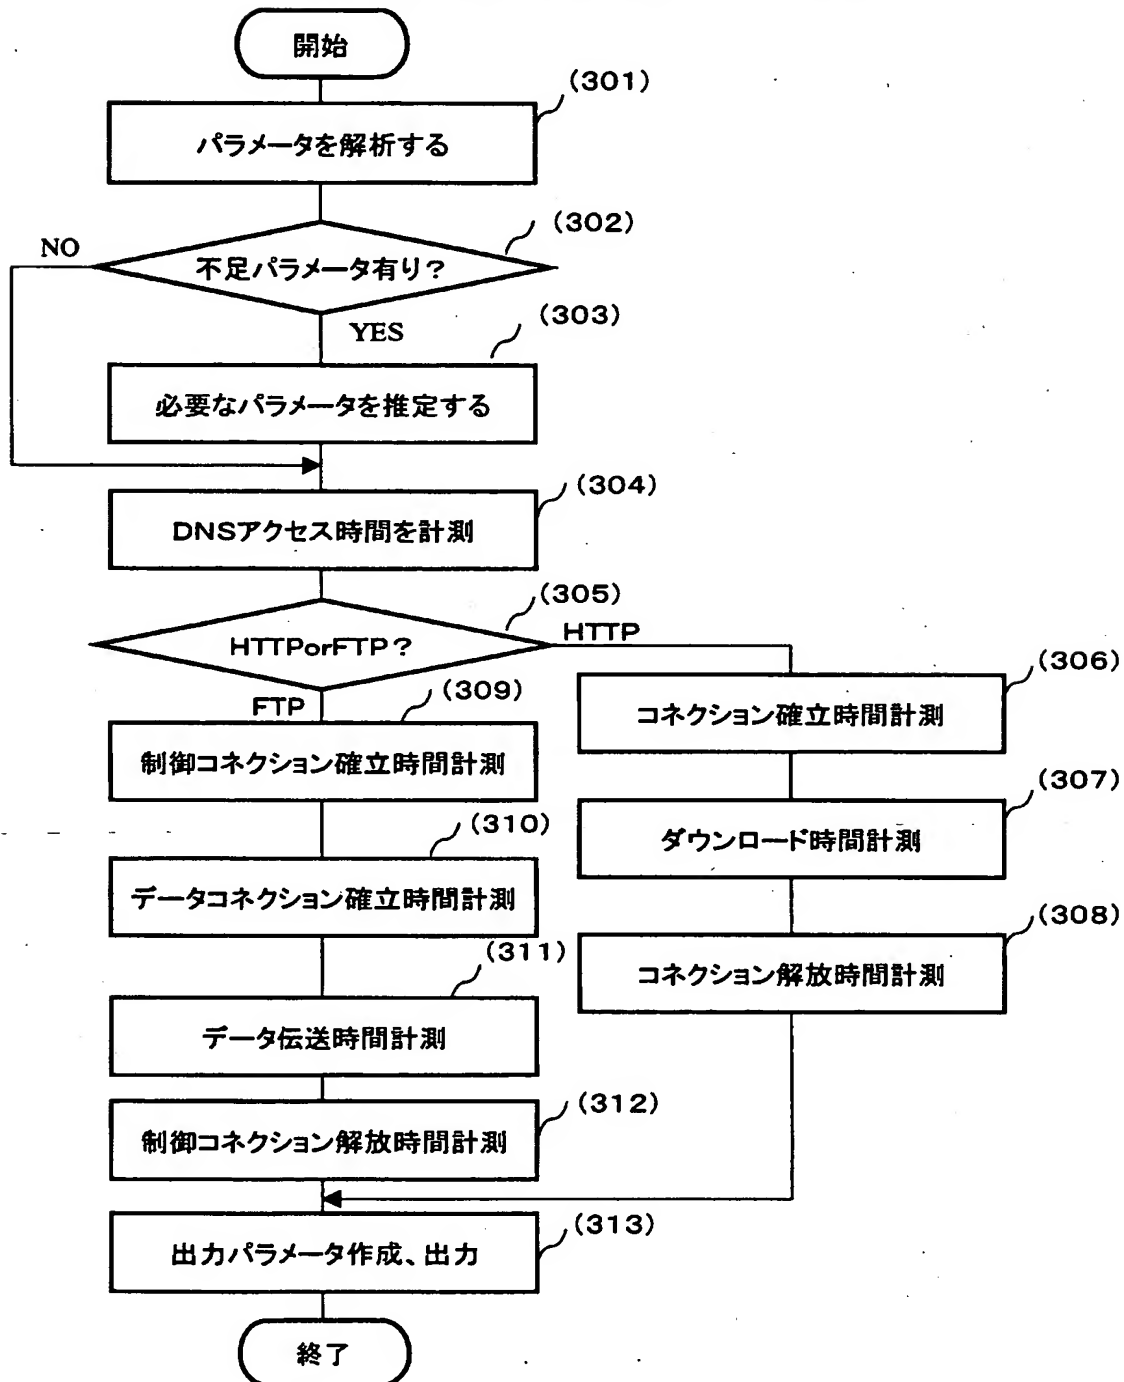 開始
(301)
パラメータを解析する
(302)
NO
不足パラメータ有り?
(303)
YES
必要なパラメータを推定する
(304)
DNSアクセス時間を計測
(305)
HTTPorFTP?
HTTP
(306)
コネクション確立時間計測
(309)
FTP
制御コネクション確立時間計測
(307)
ダウンロード時間計測
(310)
データコネクション確立時間計測
(308)
コネクション解放時間計測
(311)
データ伝送時間計測
(312)
制御コネクション解放時間計測
(313)
出力パラメータ作成、出力
終了